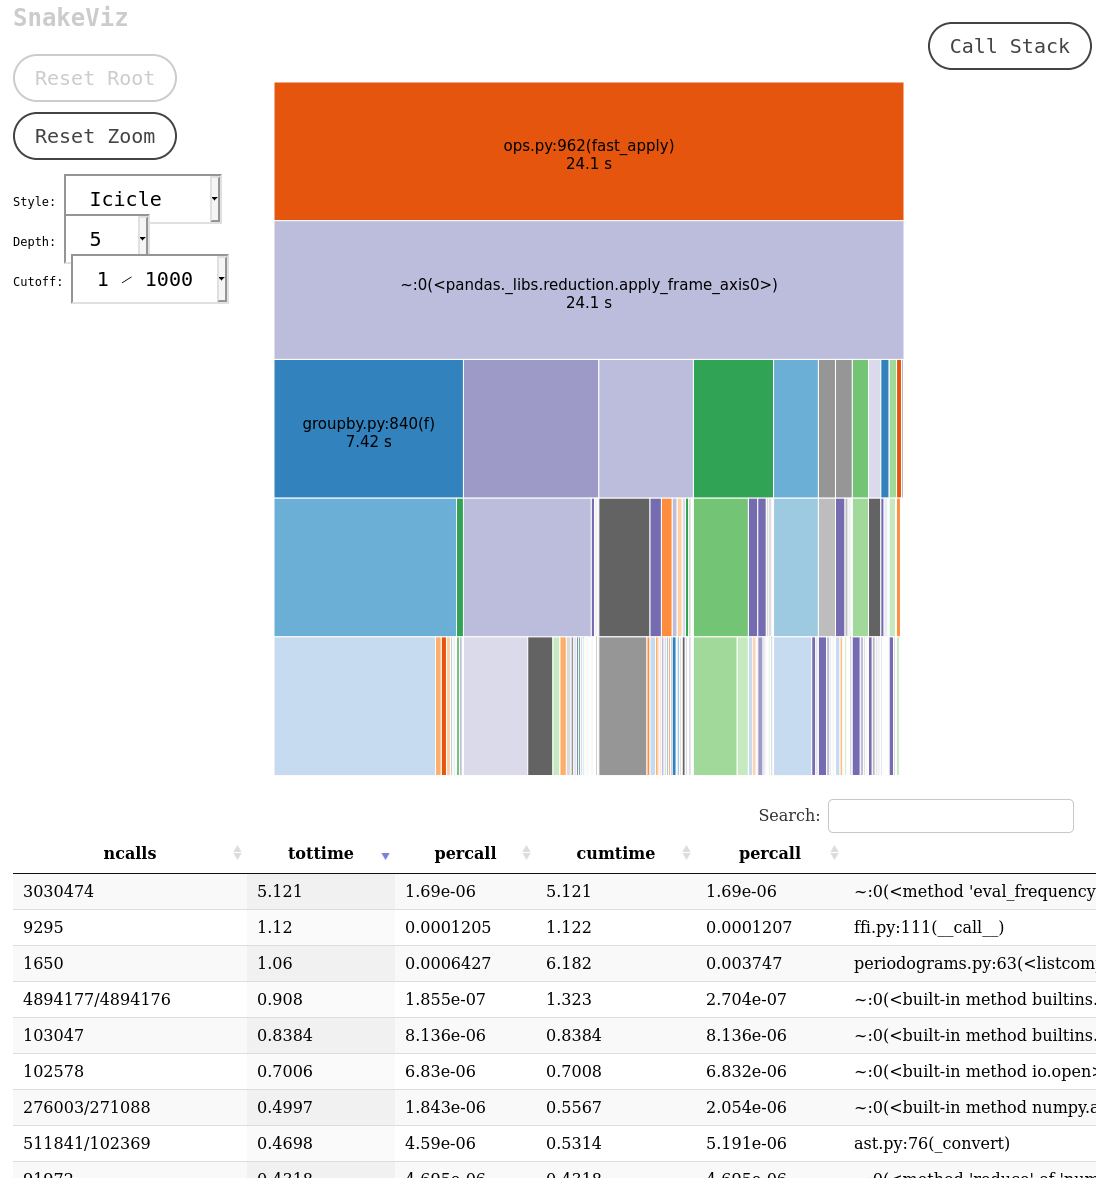 SnakeViz
Call Stack
Reset Root
Reset Zoom
Style: Icicle
Depth: 5
Cutoff: 1 / 1000
ops.py:962(fast_apply)
24.1 s
~:0(<pandas._libs.reduction.apply_frame_axis0>)
24.1 s
groupby.py:840(f)
7.42 s
Search:
ncalls tottime percall cumtime percall
3030474 5.121 1.69e-06 5.121 1.69e-06 ~:0(<method 'eval_frequency
9295 1.12 0.0001205 1.122 0.0001207 ffi.py:111(__call__)
1650 1.06 0.0006427 6.182 0.003747 periodograms.py:63(<listcom
4894177/4894176 0.908 1.855e-07 1.323 2.704e-07 ~:0(<built-in method builtins.
103047 0.8384 8.136e-06 0.8384 8.136e-06 ~:0(<built-in method builtins.
102578 0.7006 6.83e-06 0.7008 6.832e-06 ~:0(<built-in method io.open>
276003/271088 0.4997 1.843e-06 0.5567 2.054e-06 ~:0(<built-in method numpy.a
511841/102369 0.4698 4.59e-06 0.5314 5.191e-06 ast.py:76(_convert)